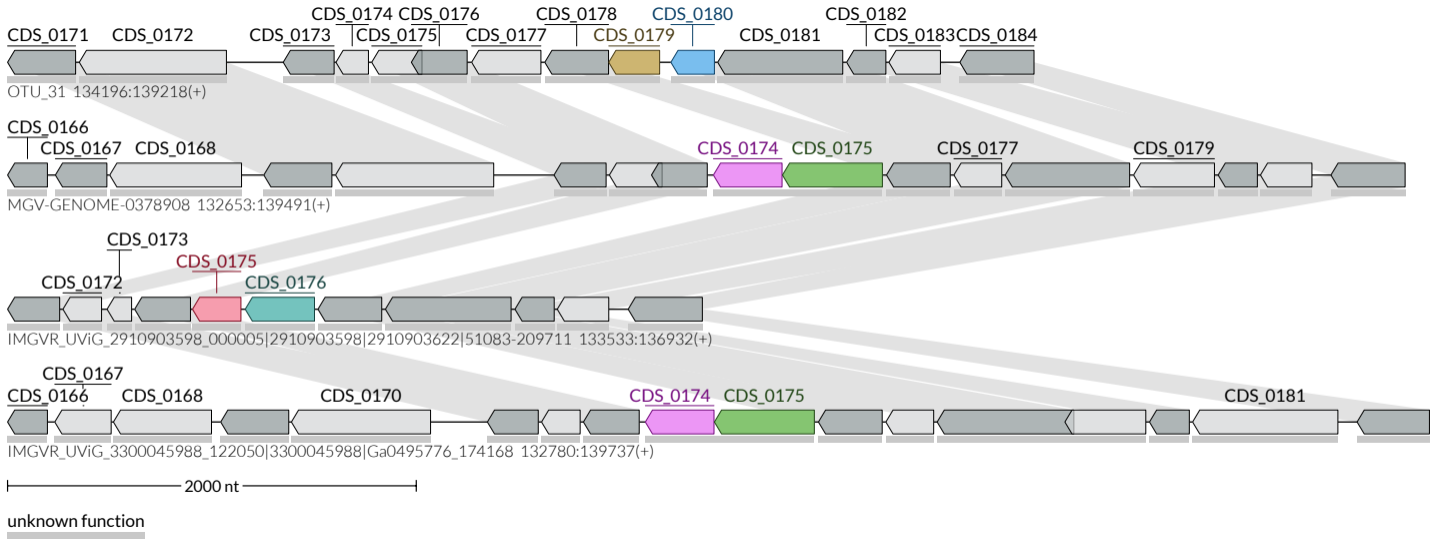 CDS_0174 CDS_0176 CDS_0178 CDS_0180 CDS_0182
CDS_0171 CDS_0172 CDS_0173 CDS_0175 CDS_0177 CDS_0179 CDS_0181 CDS_0183 CDS_0184
OTU_31 134196:139218(+)
CDS_0166
CDS_0167 CDS_0168 CDS_0174 CDS_0175 CDS_0177 CDS_0179
MGV-GENOME-0378908 132653:139491(+)
CDS_0173
CDS_0175
CDS_0172 CDS_0176
IMGVR_UViG_2910903598_000005|2910903598|2910903622|51083-209711 133533:136932(+)
CDS_0167
CDS_0166 CDS_0168 CDS_0170 CDS_0174 CDS_0175 CDS_0181
IMGVR_UViG_3300045988_122050|3300045988|Ga0495776_174168 132780:139737(+)
2000 nt
unknown function